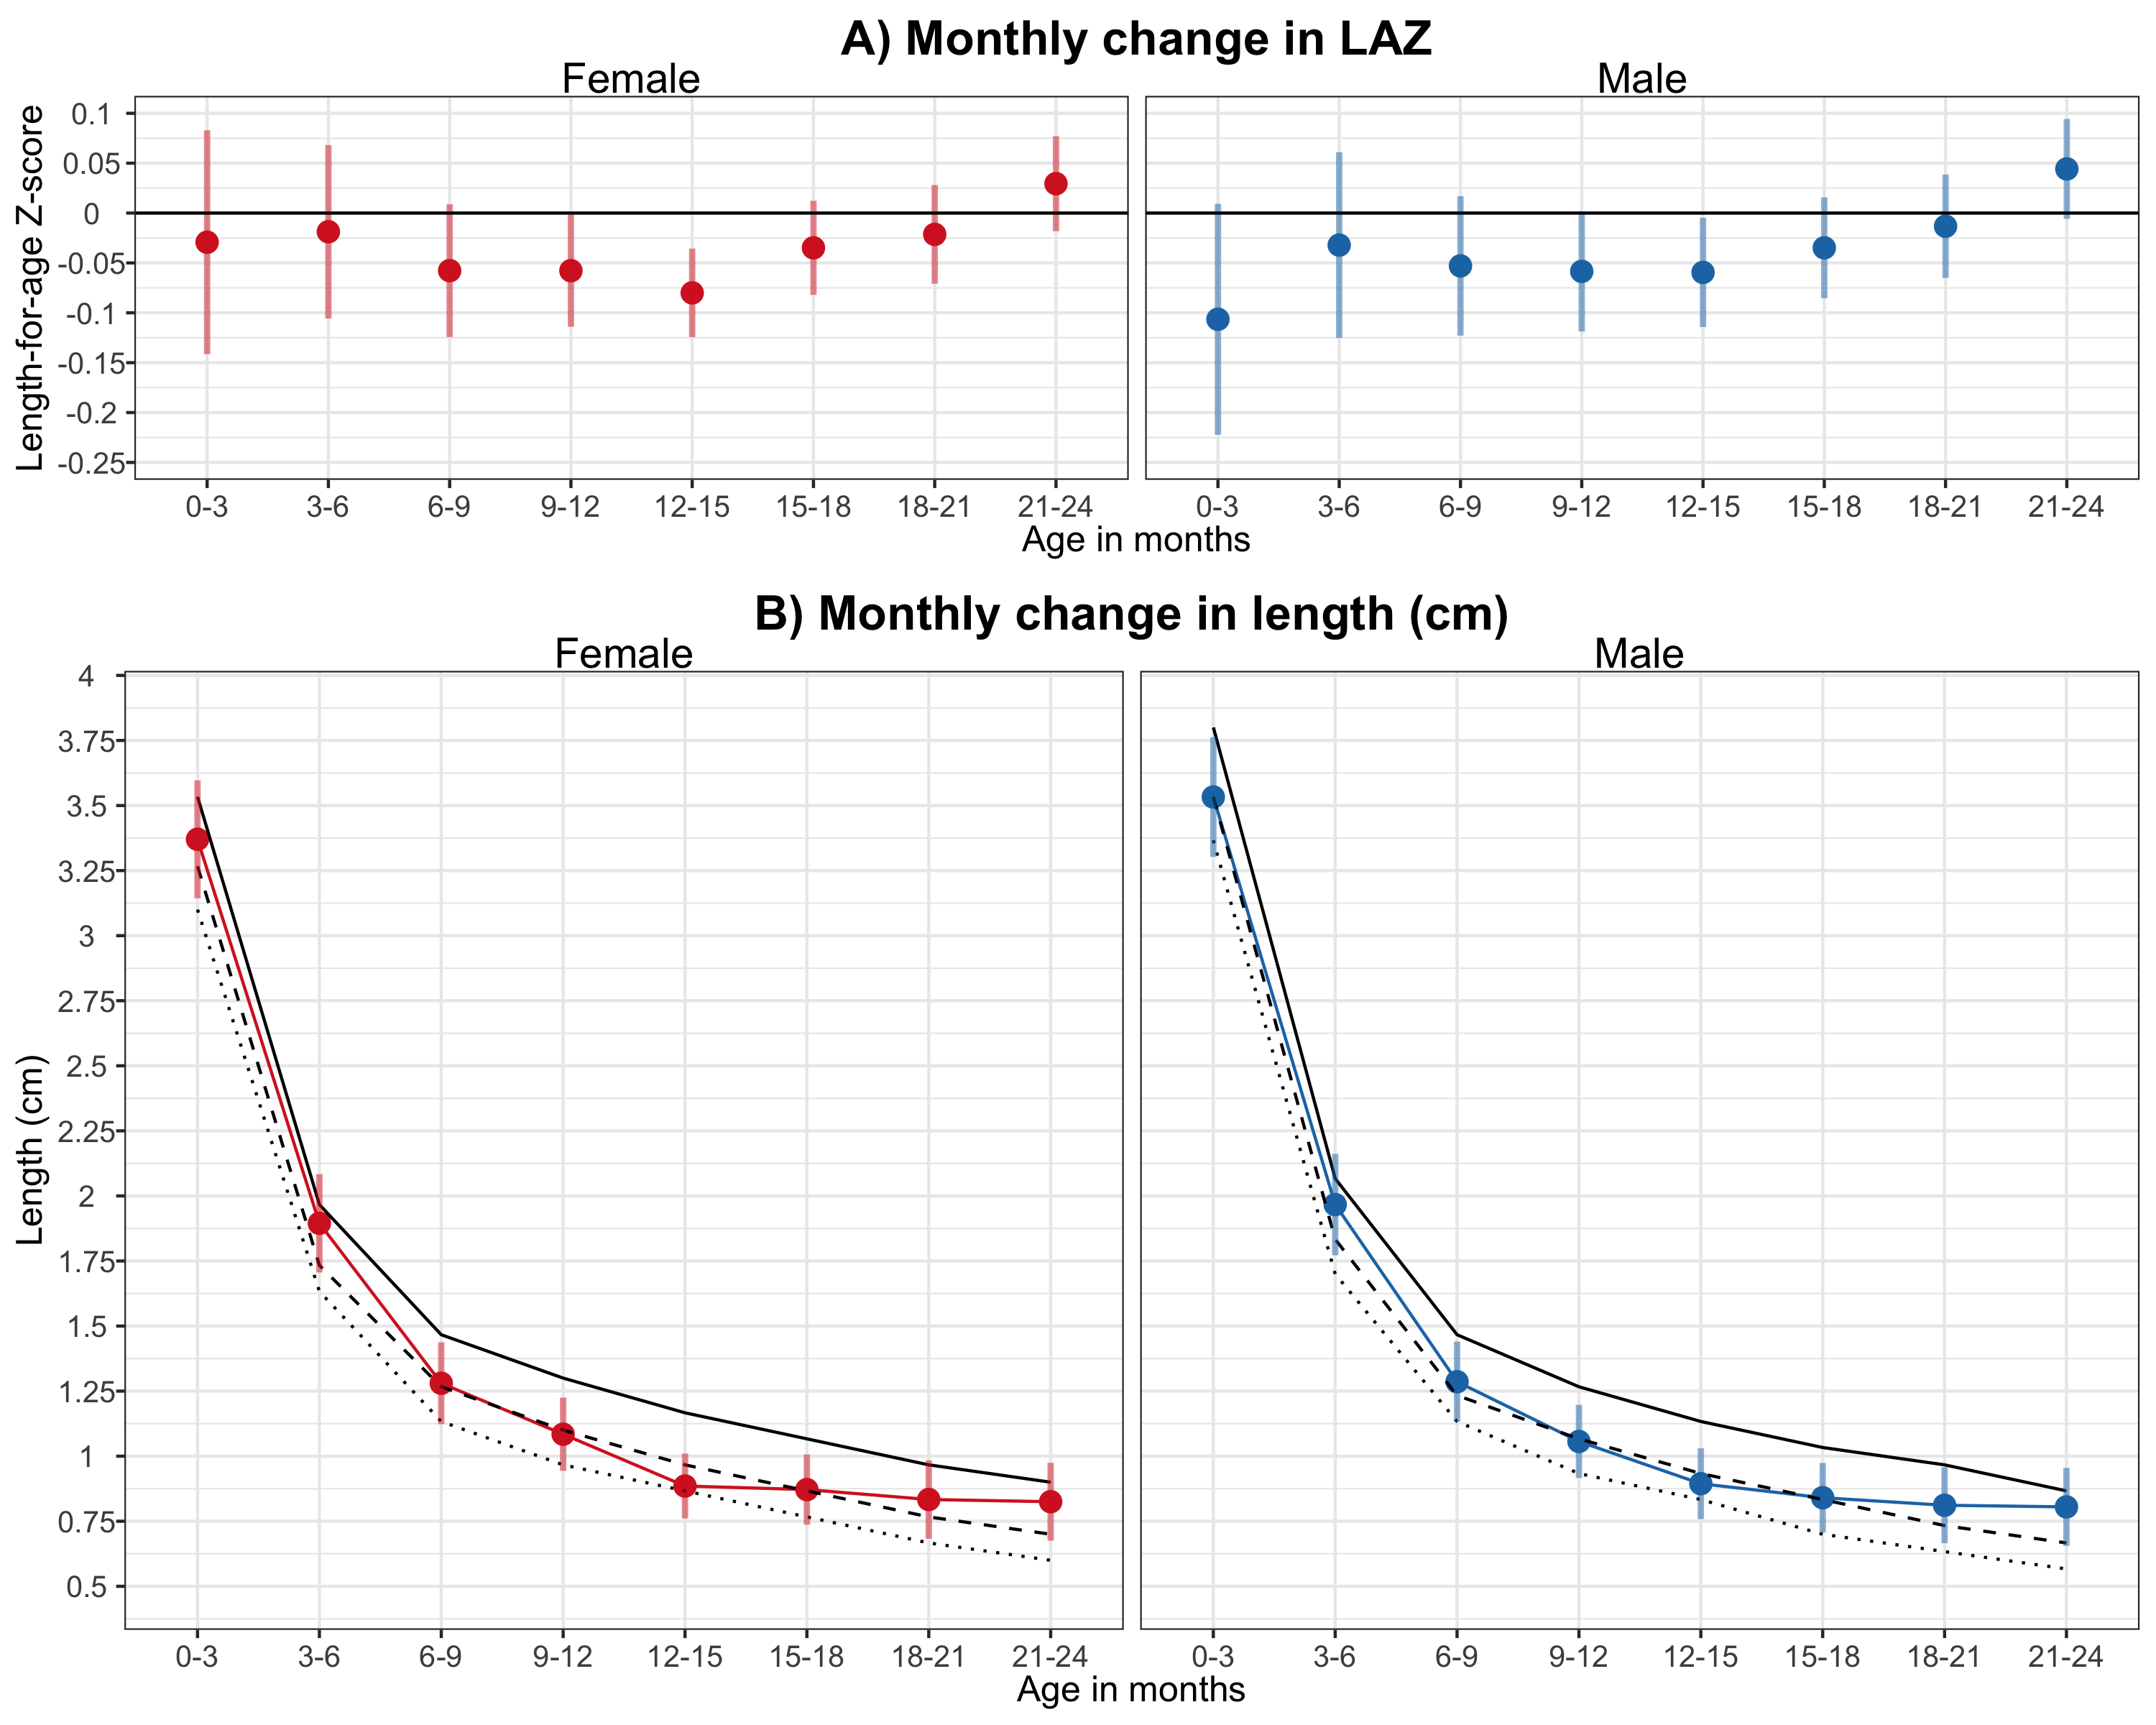 A) Monthly change in LAZ
Female Male
Length-for-age Z-score
0.1
0.05
0
-0.05
-0.1
-0.15
-0.2
-0.25
0-3 3-6 6-9 9-12 12-15 15-18 18-21 21-24 0-3 3-6 6-9 9-12 12-15 15-18 18-21 21-24
Age in months
B) Monthly change in length (cm)
Female Male
Length (cm)
4
3.75
3.5
3.25
3
2.75
2.5
2.25
2
1.75
1.5
1.25
1
0.75
0.5
0-3 3-6 6-9 9-12 12-15 15-18 18-21 21-24 0-3 3-6 6-9 9-12 12-15 15-18 18-21 21-24
Age in months